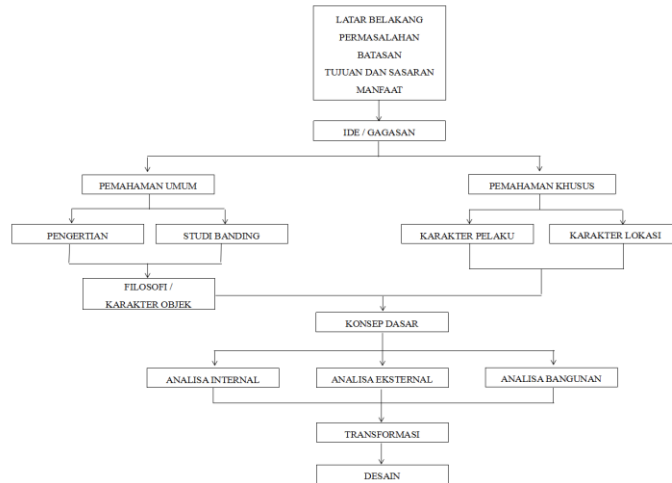 LATAR BELAKANG
PERMASALAHAN
BATASAN
TUJUAN DAN SASARAN
MANFAAT
IDE / GAGASAN
PEMAHAMAN UMUM
PEMAHAMAN KHUSUS
PENGERTIAN
STUDI BANDING
KARAKTER PELAKU
KARAKTER LOKASI
FILOSOFI /
KARAKTER OBJEK
KONSEP DASAR
ANALISA INTERNAL
ANALISA EKSTERNAL
ANALISA BANGUNAN
TRANSFORMASI
DESAIN